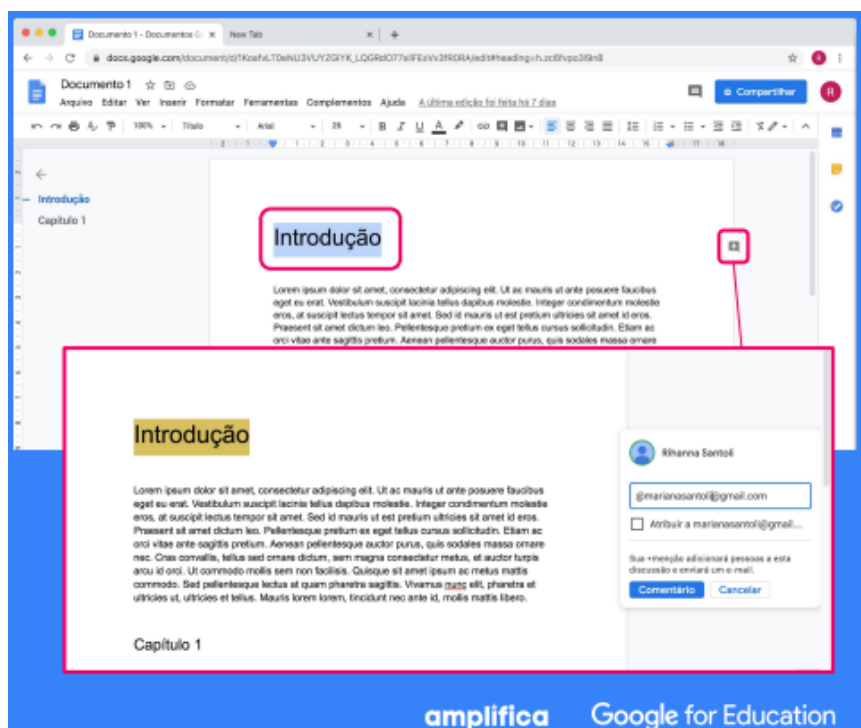 Documento 1 - Documentos G
New Tab
Documento 1
Arquivo Editar Ver Inserir Formatar Ferramentas Complementos Ajuda A última edição foi feita há 7 dias
Compartilhar
R
100% Título Arial 26
Introdução
Capítulo 1
Introdução
Lorem ipsum dolor sit amet, consectetur adipiscing elit. Ut ac mauris ut ante posuere faucibus
eget eu erat. Vestibulum suscipit lacinia tellus dapibus molestie. Integer condimentum molestie
eros, at suscipit lectus tempor sit amet. Sed id mauris ut est pretium ultricies sit amet id eros.
Praesent sit amet dictum leo. Pellentesque pretium ex eget tellus cursus sollicitudin. Etiam ac
orci vitae ante sagittis pretium. Aenean pellentesque auctor purus, quis sodales massa ornare
Introdução
Lorem ipsum dolor sit amet, consectetur adipiscing elit. Ut ac mauris ut ante posuere faucibus
eget eu erat. Vestibulum suscipit lacinia tellus dapibus molestie. Integer condimentum molestie
eros, at suscipit lectus tempor sit amet. Sed id mauris ut est pretium ultricies sit amet id eros.
Praesent sit amet dictum leo. Pellentesque pretium ex eget tellus cursus sollicitudin. Etiam ac
orci vitae ante sagittis pretium. Aenean pellentesque auctor purus, quis sodales massa ornare
nec. Cras convallis, tellus sed ornare dictum, sem magna consectetur metus, et auctor turpis
arcu id orci. Ut commodo mollis sem non facilisis. Quisque sit amet ipsum ac metus mattis
commodo. Sed pellentesque lectus at quam pharetra sagittis. Vivamus nunc elit, pharetra et
ultricies ut, ultricies et tellus. Mauris lorem lorem, tincidunt nec ante id, mollis mattis libero.
Capítulo 1
Rihanna Santoli
@marianasantoli@gmail.com
Atribuir a marianasantoli@gmail...
Sua +menção adicionará pessoas a esta
discussão e enviará um e-mail.
Comentário Cancelar
amplifica Google for Education